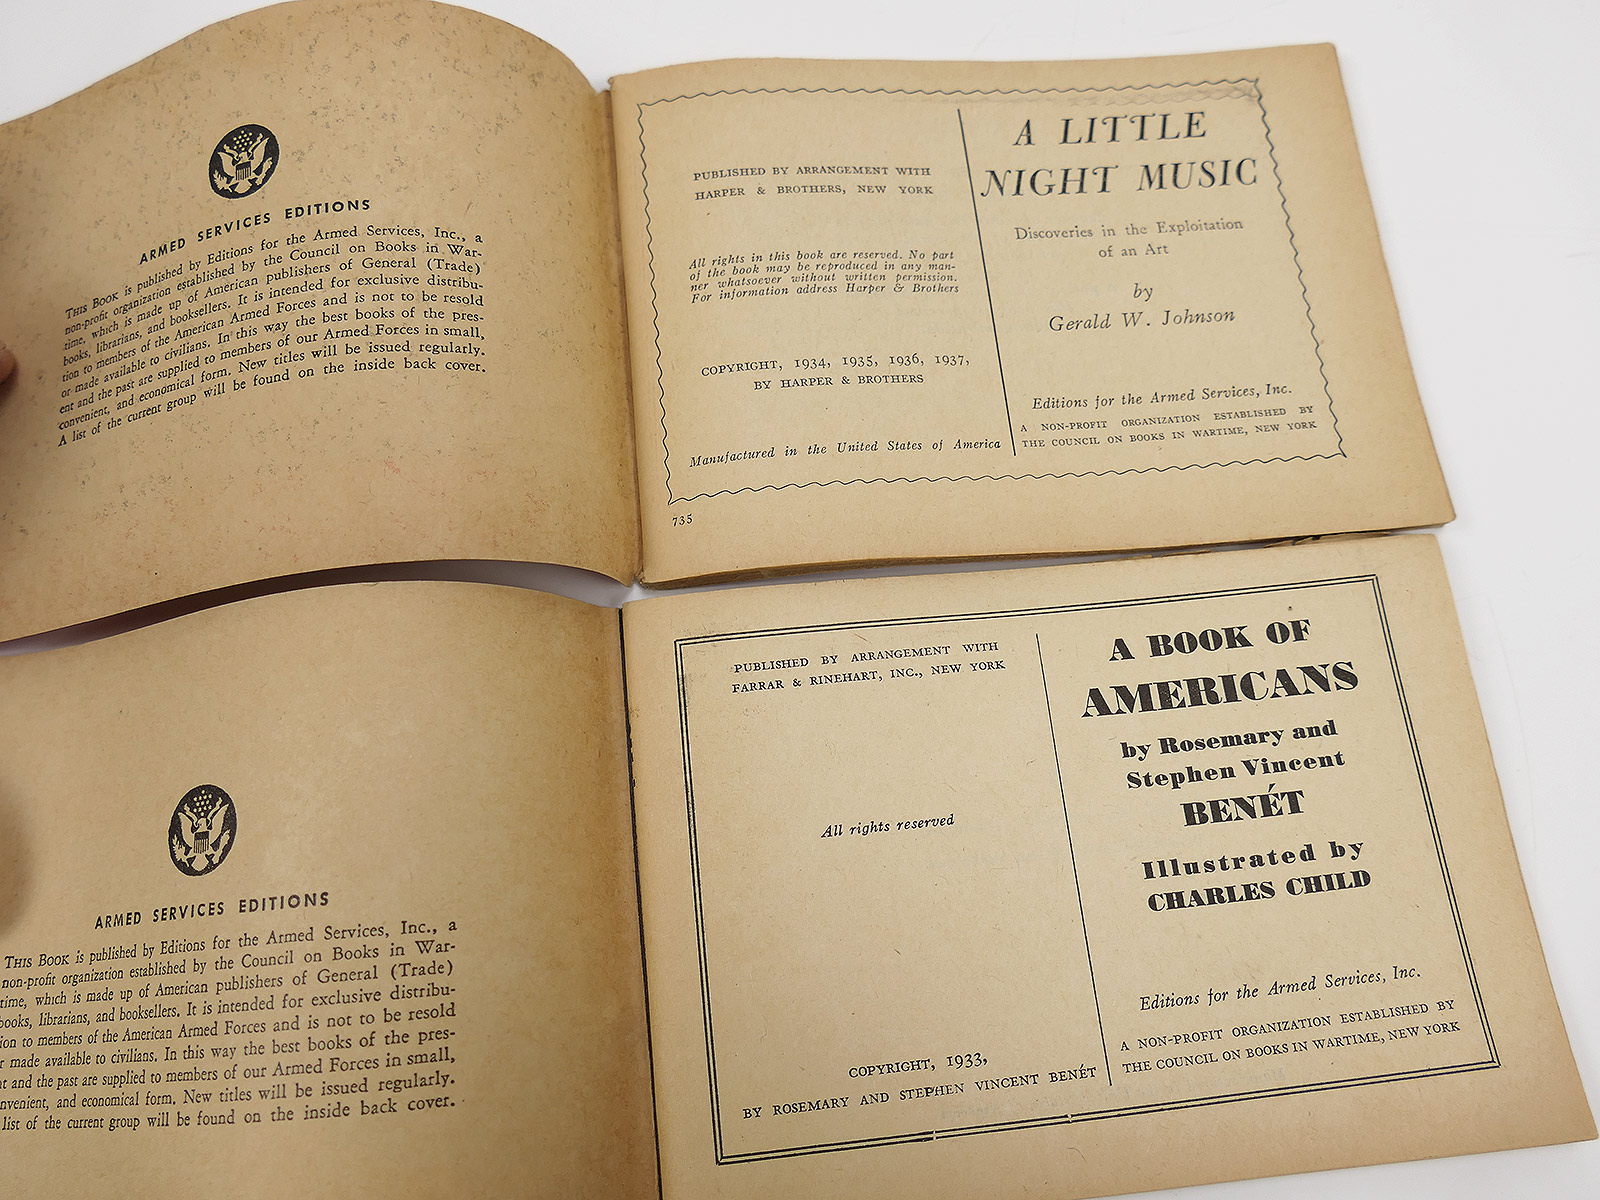 ARMED SERVICES EDITIONS
THIS BOOK is published by Editions for the Armed Services, Inc., a
non-profit organization established by the Council on Books in War-
time, which is made up of American publishers of General (Trade)
books, librarians, and booksellers. It is intended for exclusive distribu-
tion to members of the American Armed Forces and is not to be resold
or made available to civilians. In this way the best books of the pres-
ent and the past are supplied to members of our Armed Forces in small,
convenient, and economical form. New titles will be issued regularly.
A list of the current group will be found on the inside back cover.
PUBLISHED BY ARRANGEMENT WITH
HARPER & BROTHERS, NEW YORK
All rights in this book are reserved. No part
of the book may be reproduced in any man-
ner whatsoever without written permission.
For information address Harper & Brothers
COPYRIGHT, 1934, 1935, 1936, 1937,
BY HARPER & BROTHERS
Manufactured in the United States of America
735
A LITTLE
NIGHT MUSIC
Discoveries in the Exploitation
of an Art
by
Gerald W. Johnson
Editions for the Armed Services, Inc.
A NON-PROFIT ORGANIZATION ESTABLISHED BY
THE COUNCIL ON BOOKS IN WARTIME, NEW YORK
ARMED SERVICES EDITIONS
THIS BOOK is published by Editions for the Armed Services, Inc., a
non-profit organization established by the Council on Books in War-
time, which is made up of American publishers of General (Trade)
books, librarians, and booksellers. It is intended for exclusive distribu-
ion to members of the American Armed Forces and is not to be resold
r made available to civilians. In this way the best books of the pres-
t and the past are supplied to members of our Armed Forces in small,
nvenient, and economical form. New titles will be issued regularly.
list of the current group will be found on the inside back cover.
PUBLISHED BY ARRANGEMENT WITH
FARRAR & RINEHART, INC., NEW YORK
All rights reserved
COPYRIGHT, 1933,
BY ROSEMARY AND STEPHEN VINCENT BENÉT
A BOOK OF
AMERICANS
by Rosemary and
Stephen Vincent
BENÉT
Illustrated by
CHARLES CHILD
Editions for the Armed Services, Inc.
A NON-PROFIT ORGANIZATION ESTABLISHED BY
THE COUNCIL ON BOOKS IN WARTIME, NEW YORK